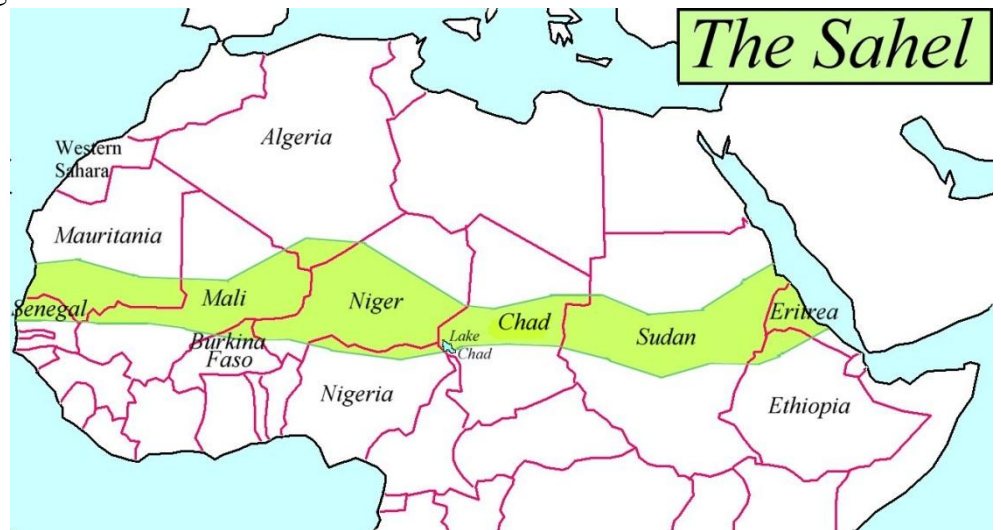 The Sahel
Algeria
Western
Sahara
Mauritania
Senegal
Mali
Niger
Chad
Sudan
Eritrea
Burkina
Faso
Lake
Chad
Nigeria
Ethiopia